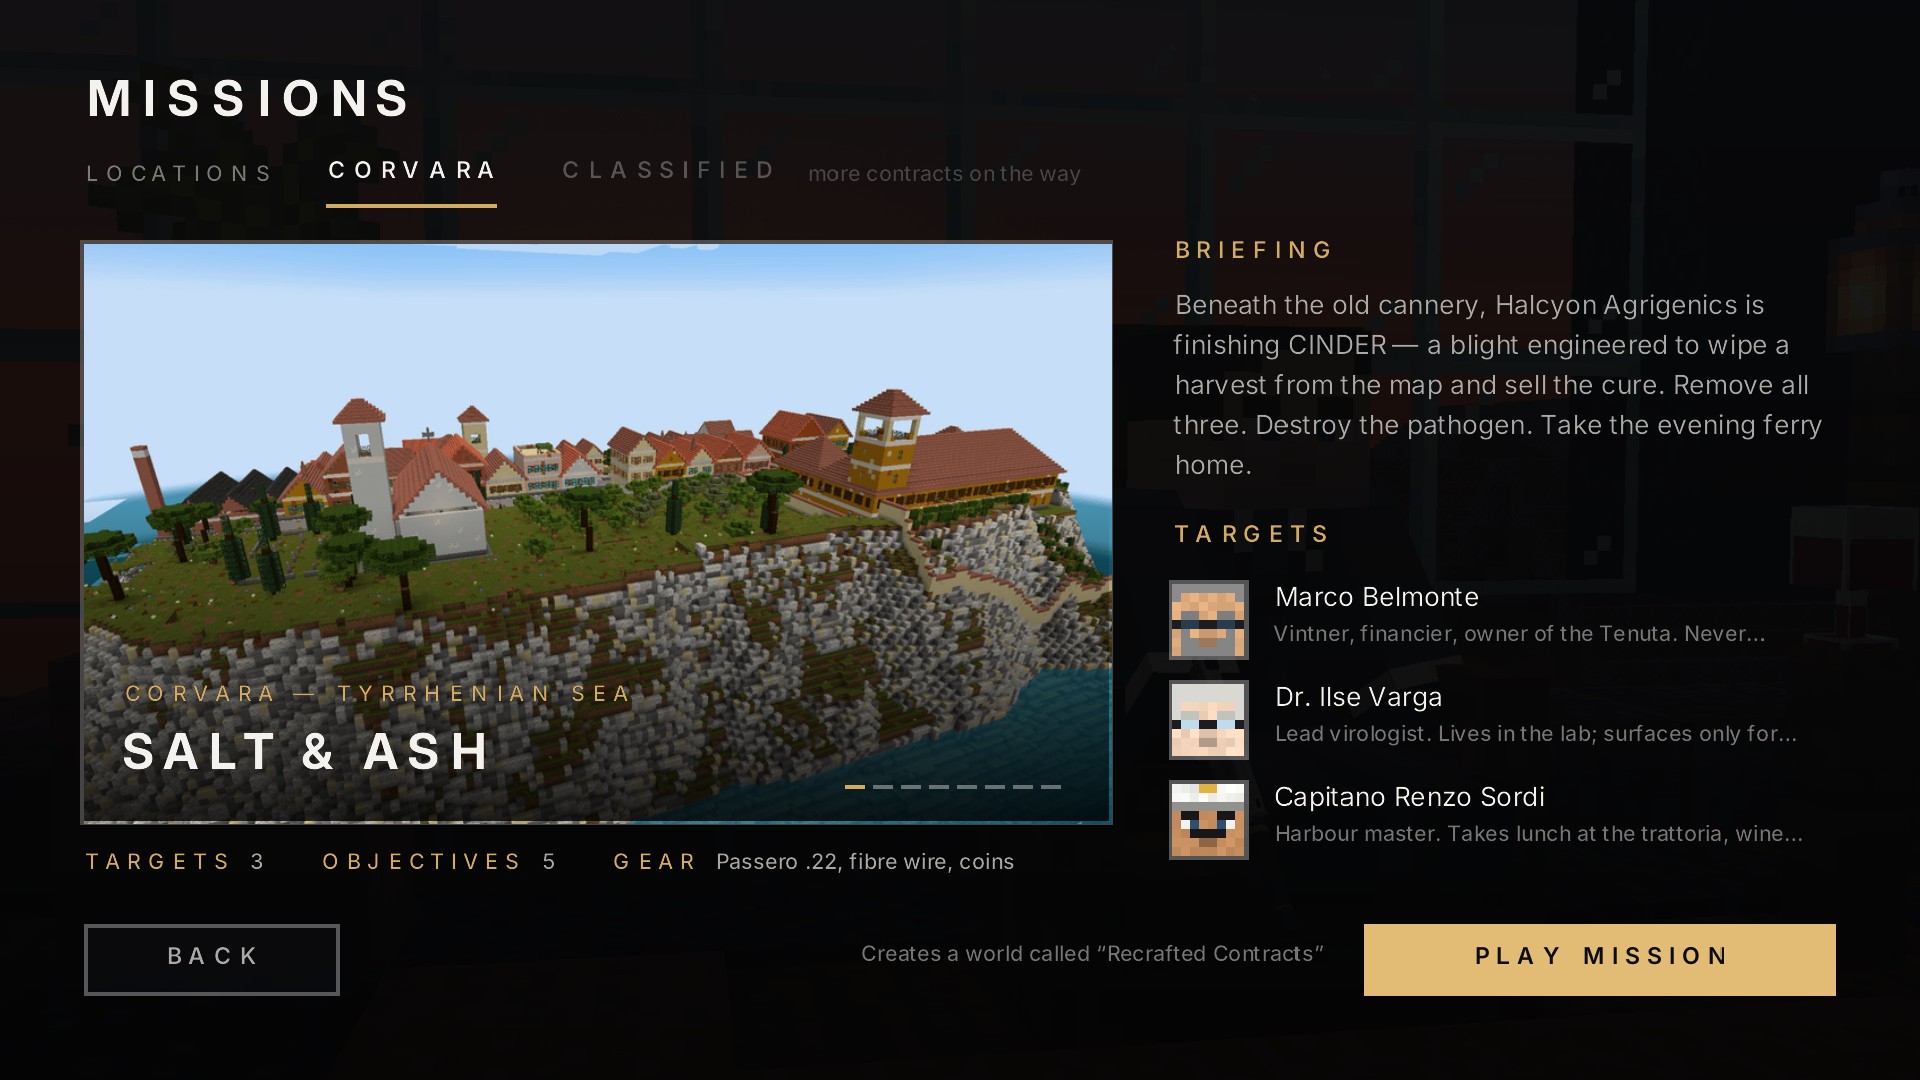 MISSIONS
LOCATIONS CORVARA CLASSIFIED more contracts on the way
CORVARA — TYRRHENIAN SEA
SALT & ASH
TARGETS 3 OBJECTIVES 5 GEAR Passero .22, fibre wire, coins
BRIEFING
Beneath the old cannery, Halcyon Agrigenics is
finishing CINDER — a blight engineered to wipe a
harvest from the map and sell the cure. Remove all
three. Destroy the pathogen. Take the evening ferry
home.
TARGETS
Marco Belmonte
Vintner, financier, owner of the Tenuta. Never...
Dr. Ilse Varga
Lead virologist. Lives in the lab; surfaces only for...
Capitano Renzo Sordi
Harbour master. Takes lunch at the trattoria, wine...
BACK
Creates a world called “Recrafted Contracts”
PLAY MISSION